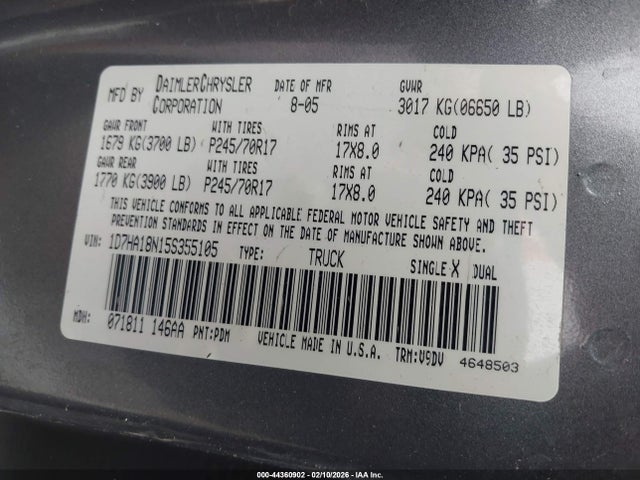 MFD BY DAIMLERCHRYSLER CORPORATION DATE OF MFR 8-05 GVWR 3017 KG(06650 LB)
GAWR FRONT WITH TIRES RIMS AT COLD
1679 KG(3700 LB) P245/70R17 17X8.0 240 KPA( 35 PSI)
GAWR REAR WITH TIRES RIMS AT COLD
1770 KG(3900 LB) P245/70R17 17X8.0 240 KPA( 35 PSI)
THIS VEHICLE CONFORMS TO ALL APPLICABLE FEDERAL MOTOR VEHICLE SAFETY AND THEFT
PREVENTION STANDARDS IN EFFECT ON THE DATE OF MANUFACTURE SHOWN ABOVE.
VIN: 1D7HA18N15S355105 TYPE: TRUCK SINGLE X DUAL
MDH: 071811 146AA PNT:PDM VEHICLE MADE IN U.S.A. TRM:V9DV 4648503
000-44360902 - 02/10/2026 - IAA Inc.